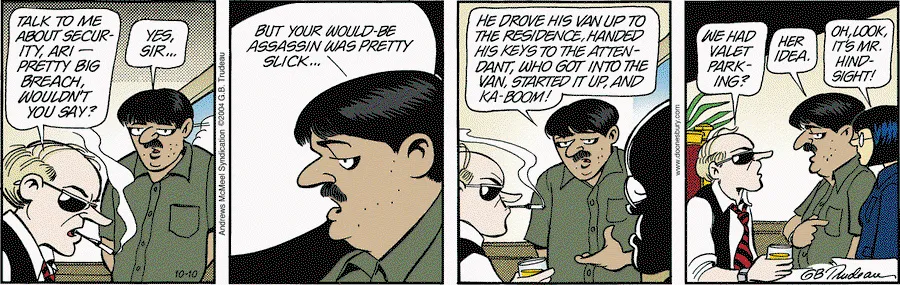 TALK TO ME
ABOUT SECUR-
ITY, ARI —
PRETTY BIG
BREACH,
WOULDN'T
YOU SAY?
YES,
SIR...
10-10
Andrews McMeel Syndication ©2004 G.B. Trudeau
BUT YOUR WOULD-BE
ASSASSIN WAS PRETTY
SLICK...
HE DROVE HIS VAN UP TO
THE RESIDENCE, HANDED
HIS KEYS TO THE ATTEN-
DANT, WHO GOT INTO THE
VAN, STARTED IT UP, AND
KA-BOOM!
www.doonesbury.com
WE HAD
VALET
PARK-
ING?
HER
IDEA.
OH, LOOK,
IT'S MR.
HIND-
SIGHT!
GB Trudeau